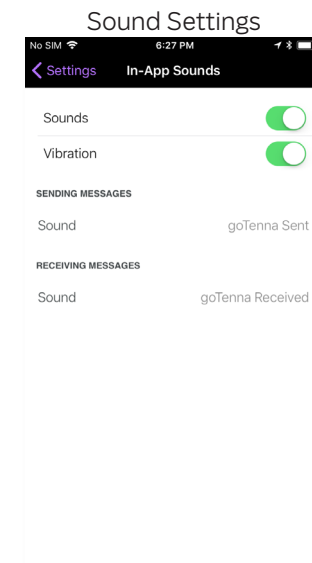 Sound Settings
No SIM 6:27 PM
Settings In-App Sounds
Sounds
Vibration
SENDING MESSAGES
Sound goTenna Sent
RECEIVING MESSAGES
Sound goTenna Received